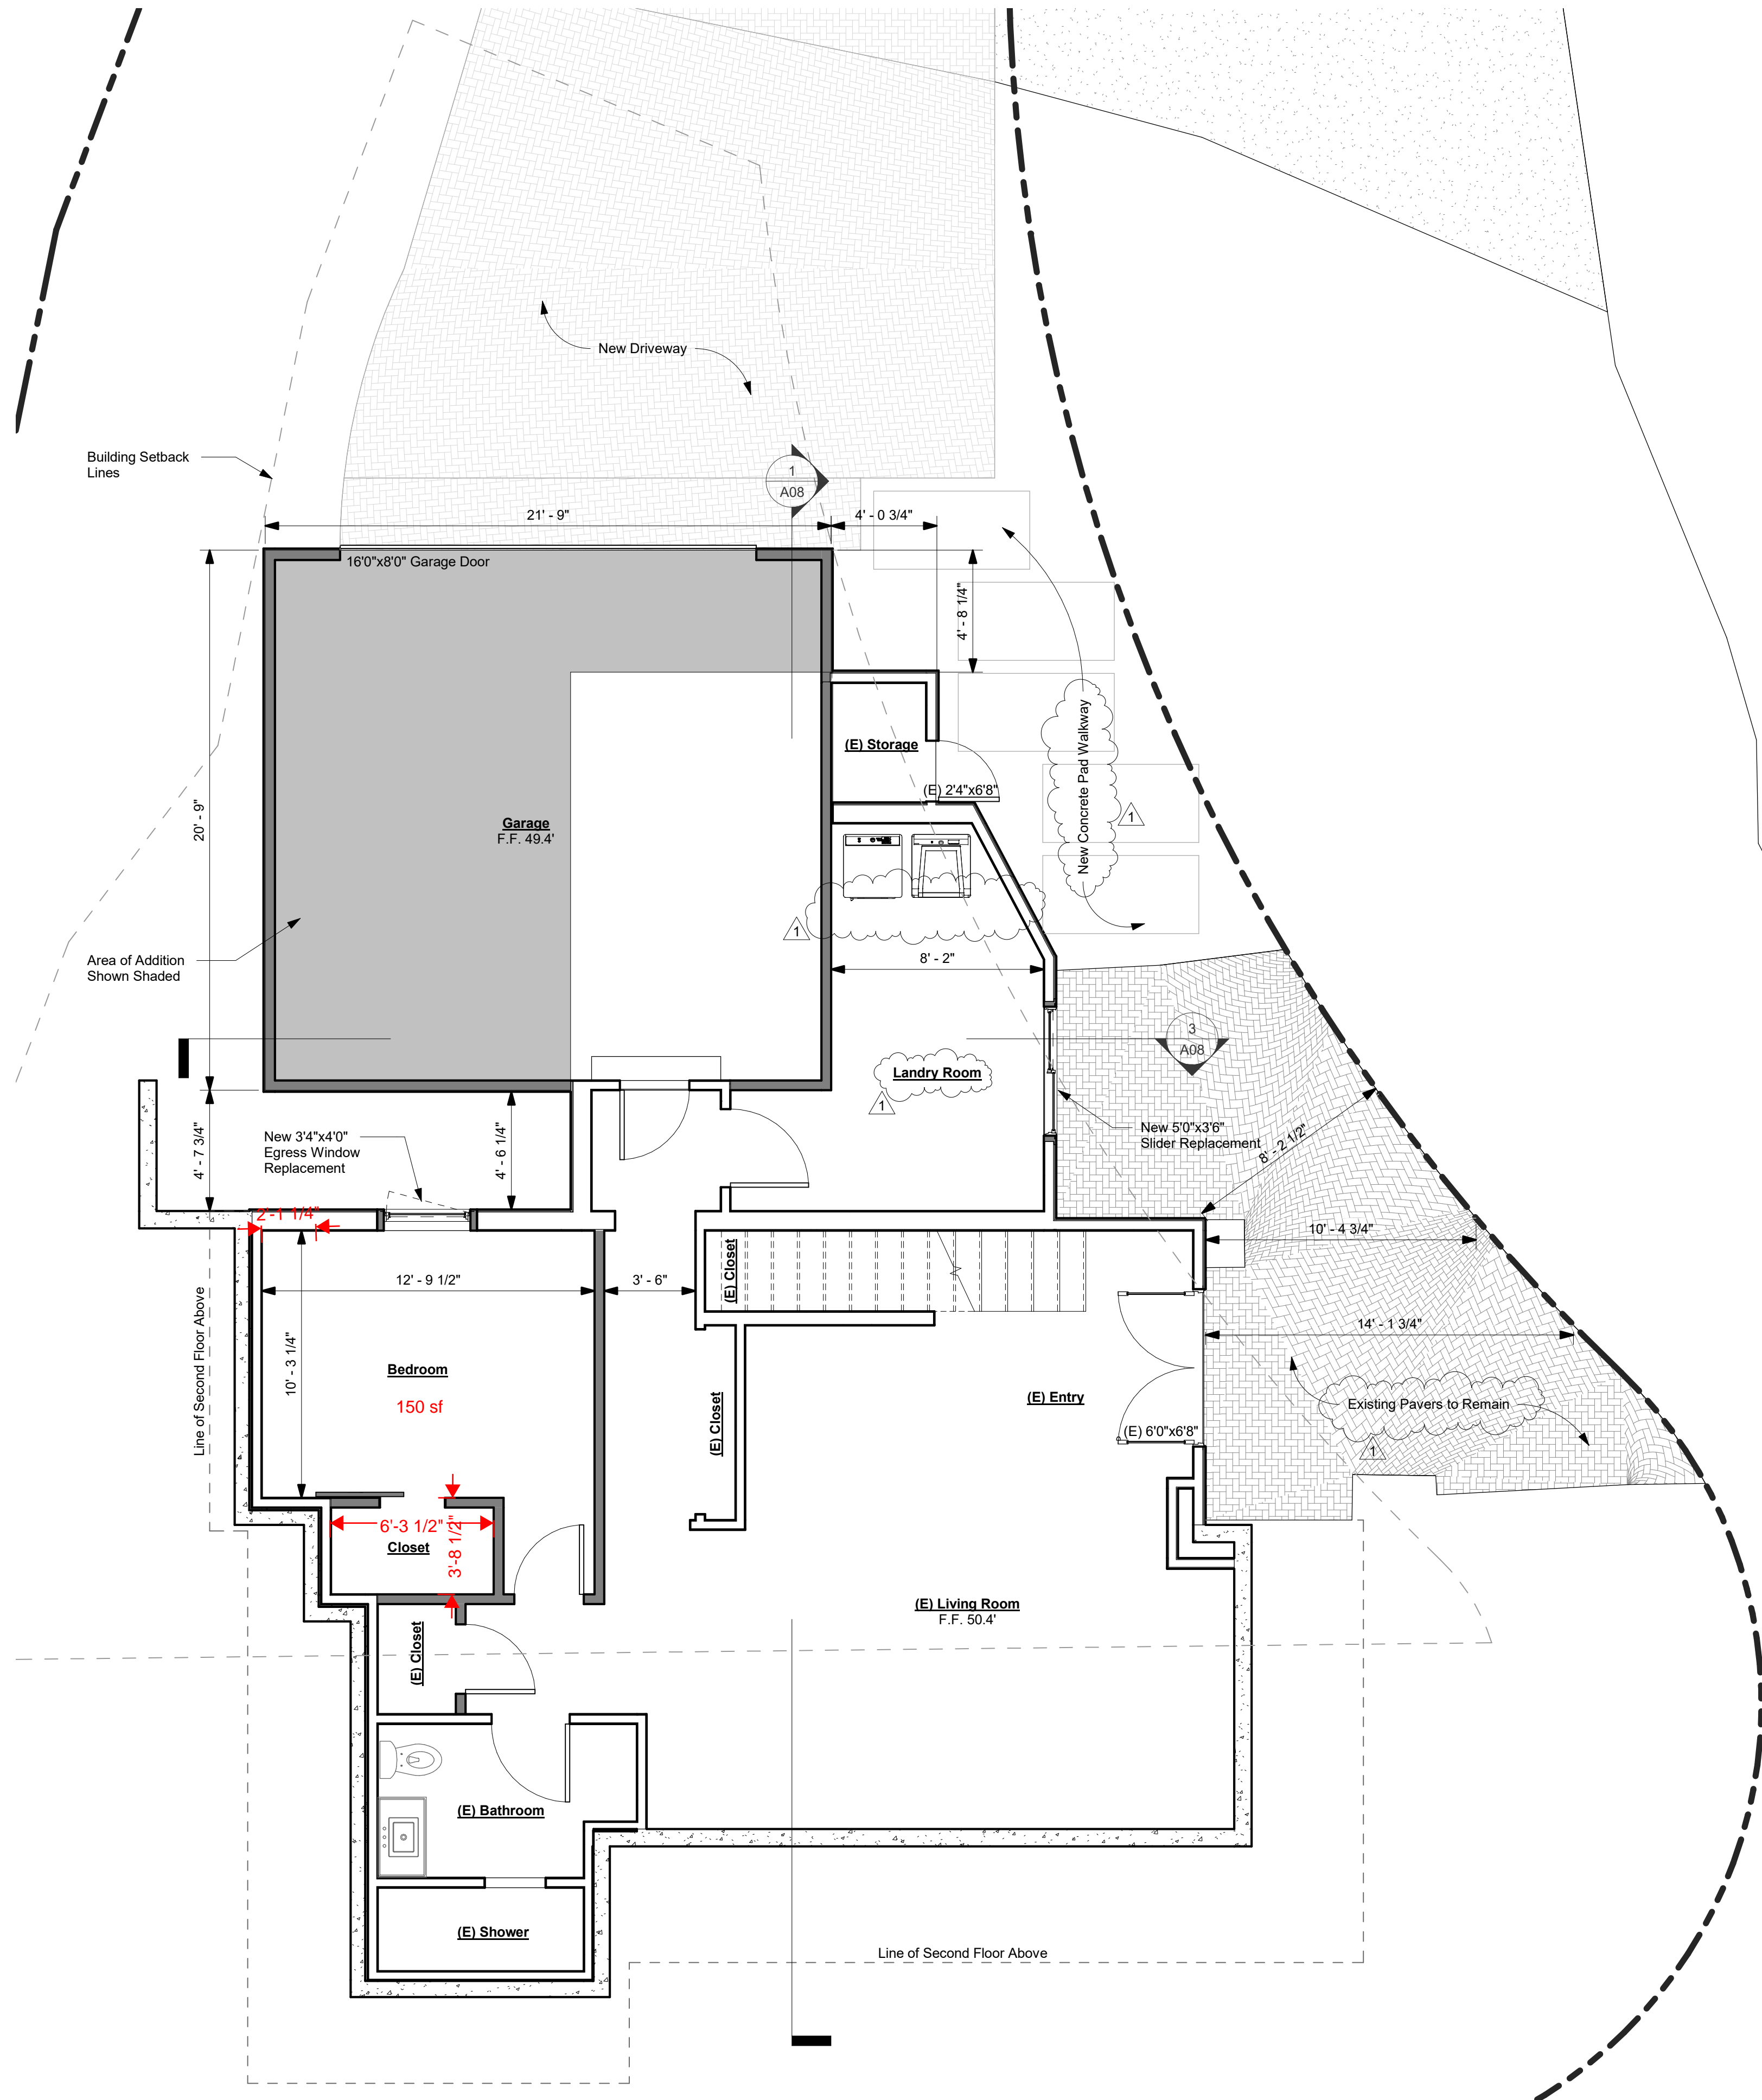 New Driveway
Building Setback
Lines
1
A08
21' - 9"
4' - 0 3/4"
16'0"x8'0" Garage Door
4' - 8 1/4"
New Concrete Pad Walkway
1
(E) Storage
(E) 2'4"x6'8"
20' - 9"
Garage
F.F. 49.4'
1
Area of Addition
Shown Shaded
8' - 2"
3
A08
Landry Room
1
New 5'0"x3'6"
Slider Replacement
8' - 2 1/2"
4' - 7 3/4"
New 3'4"x4'0"
Egress Window
Replacement
4' - 6 1/4"
2'-1 1/4"
10' - 4 3/4"
(E) Closet
12' - 9 1/2"
3' - 6"
Line of Second Floor Above
10' - 3 1/4"
14' - 1 3/4"
Bedroom
150 sf
(E) Closet
(E) Entry
Existing Pavers to Remain
1
(E) 6'0"x6'8"
6'-3 1/2"
3'-8 1/2"
Closet
(E) Living Room
F.F. 50.4'
(E) Closet
(E) Bathroom
(E) Shower
Line of Second Floor Above